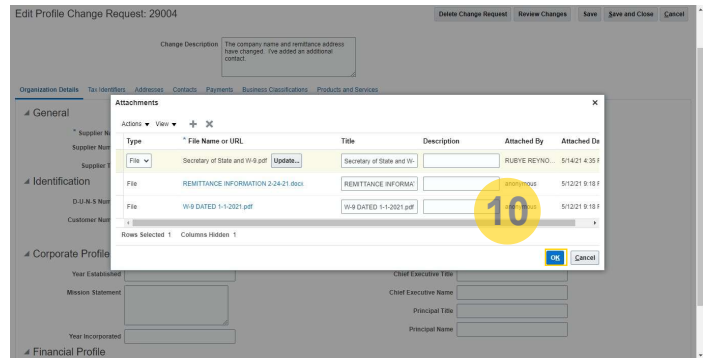 Edit Profile Change Request: 29004
Delete Change Request Review Changes Save Save and Close Cancel
Change Description The company name and remittance address
have changed. I've added an additional
contact.
Organization Details Tax Identifiers Addresses Contacts Payments Business Classifications Products and Services
General
* Supplier N
Supplier Num
Supplier T
Identification
D-U-N-S Num
Customer Num
Corporate Profile
Attachments ×
Actions View
Type * File Name or URL Title Description Attached By Attached Da
File Secretary of State and W-9.pdf Update... Secretary of State and W- RUBYE REYNO... 5/14/21 4:35 P
File REMITTANCE INFORMATION 2-24-21.docx REMITTANCE INFORMA anonymous 5/12/21 9:18 P
File W-9 DATED 1-1-2021.pdf W-9 DATED 1-1-2021.pdf anonymous 5/12/21 9:18 P
10
Rows Selected 1 Columns Hidden 1
OK Cancel
Year Established Chief Executive Title
Mission Statement Chief Executive Name
Principal Title
Principal Name
Year Incorporated
Financial Profile